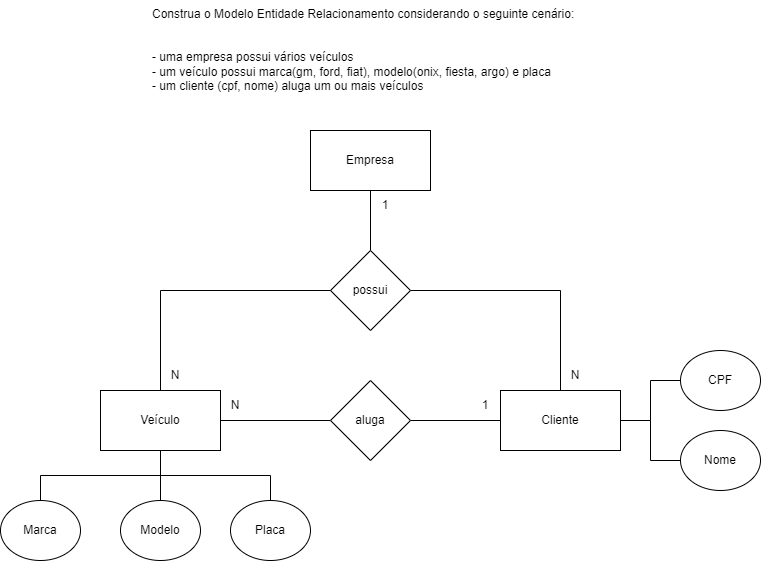 Construa o Modelo Entidade Relacionamento considerando o seguinte cenário:
- uma empresa possui vários veículos
- um veículo possui marca(gm, ford, fiat), modelo(onix, fiesta, argo) e placa
- um cliente (cpf, nome) aluga um ou mais veículos
Empresa
1
possui
N
N
CPF
N
1
Veículo
aluga
Cliente
Nome
Marca
Modelo
Placa